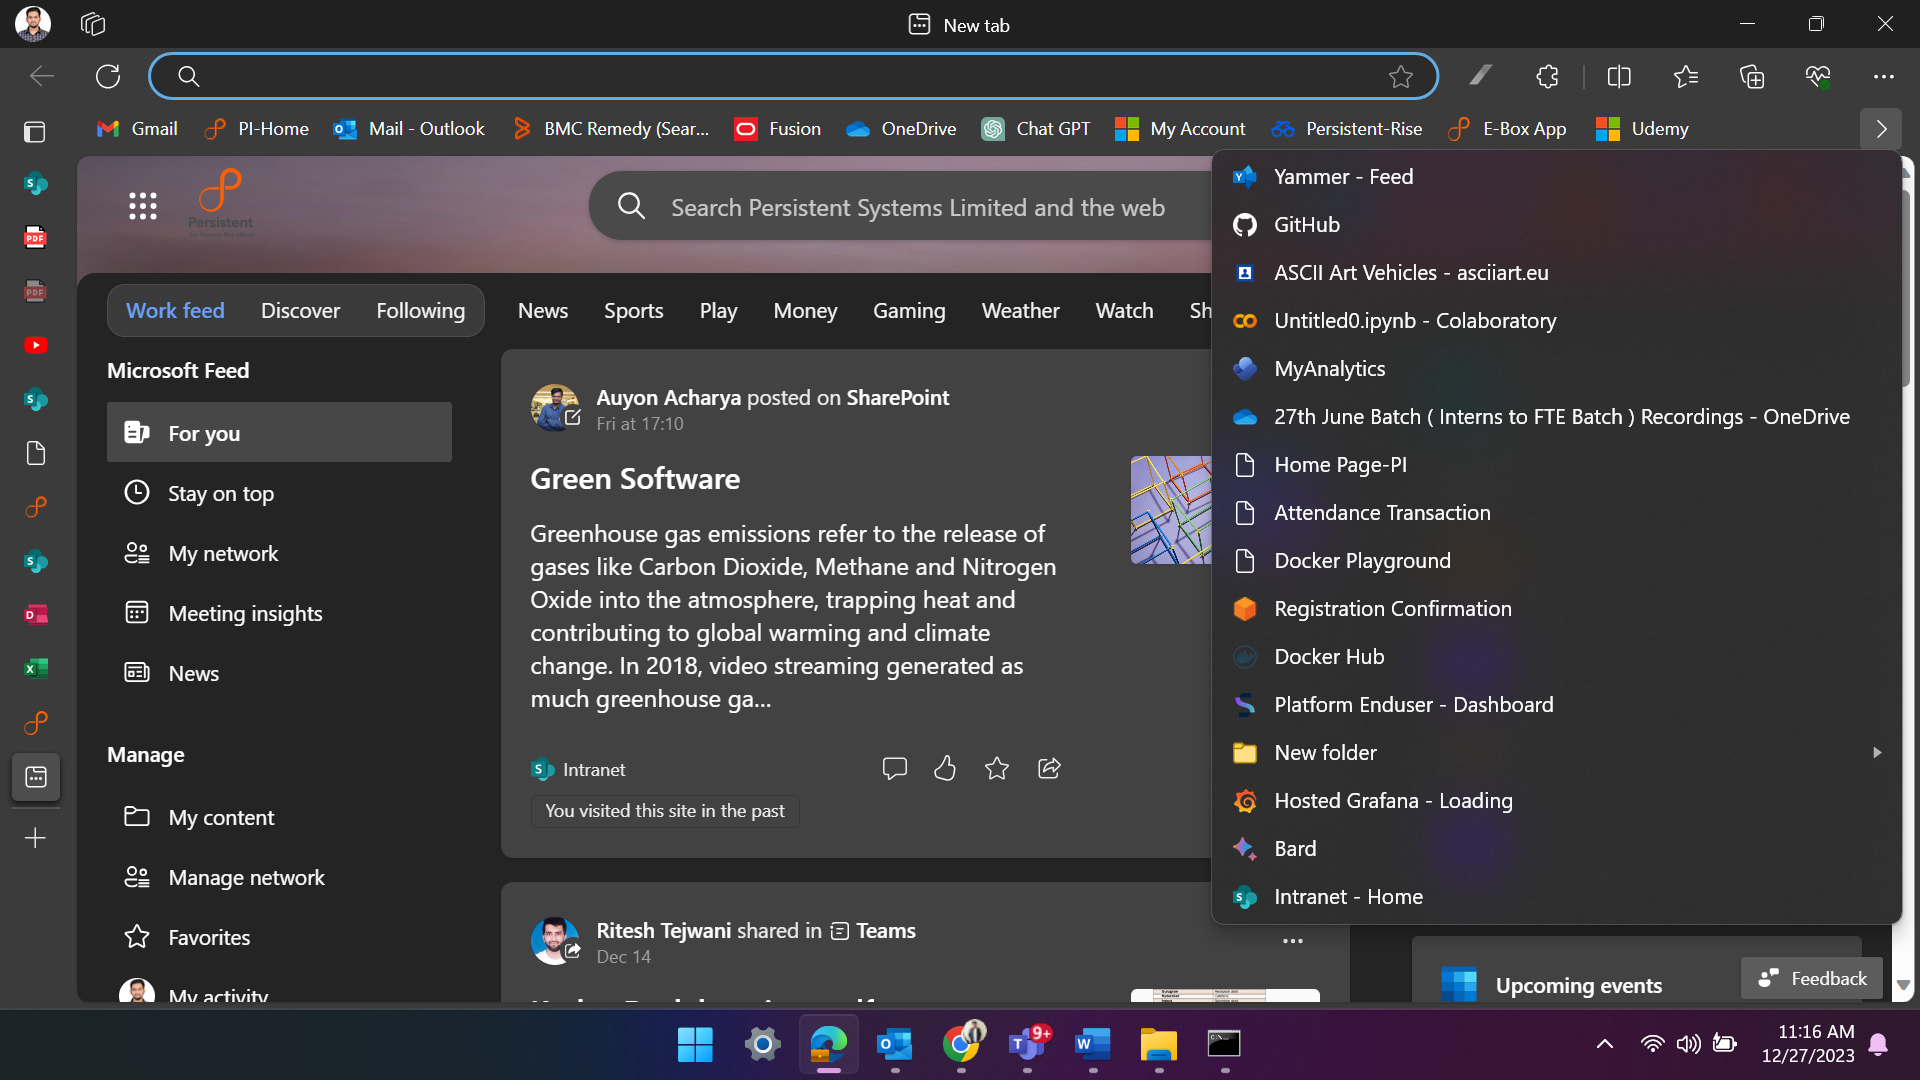 New tab
Gmail
PI-Home
Mail - Outlook
BMC Remedy (Sear...
Fusion
OneDrive
Chat GPT
My Account
Persistent-Rise
E-Box App
Udemy
Persistent
Search Persistent Systems Limited and the web
Work feed
Discover
Following
News
Sports
Play
Money
Gaming
Weather
Watch
Sh
Microsoft Feed
For you
Stay on top
My network
Meeting insights
News
Manage
My content
Manage network
Favorites
My activity
Auyon Acharya posted on SharePoint
Fri at 17:10
Green Software
Greenhouse gas emissions refer to the release of
gases like Carbon Dioxide, Methane and Nitrogen
Oxide into the atmosphere, trapping heat and
contributing to global warming and climate
change. In 2018, video streaming generated as
much greenhouse ga...
Intranet
You visited this site in the past
Ritesh Tejwani shared in Teams
Dec 14
Yammer - Feed
GitHub
ASCII Art Vehicles - asciiart.eu
Untitled0.ipynb - Colaboratory
MyAnalytics
27th June Batch ( Interns to FTE Batch ) Recordings - OneDrive
Home Page-PI
Attendance Transaction
Docker Playground
Registration Confirmation
Docker Hub
Platform Enduser - Dashboard
New folder
Hosted Grafana - Loading
Bard
Intranet - Home
Upcoming events
Feedback
9+
11:16 AM
12/27/2023